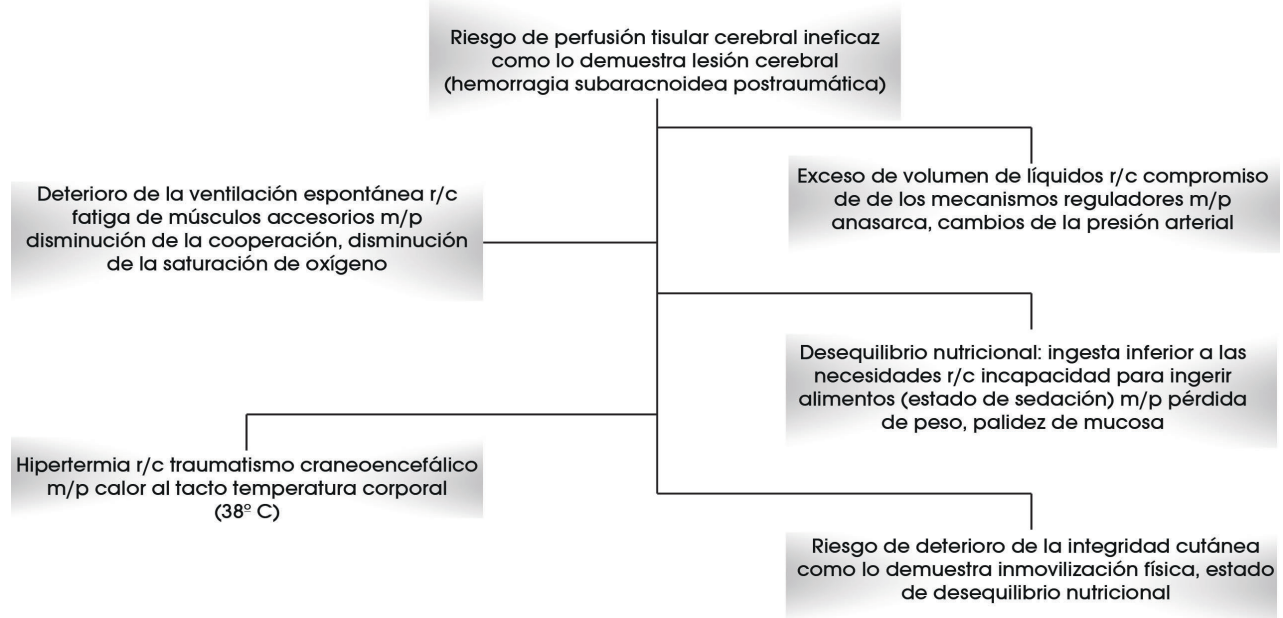 Riesgo de perfusión tisular cerebral ineficaz
como lo demuestra lesión cerebral
(hemorragia subaracnoidea postraumática)
Deterioro de la ventilación espontánea r/c
fatiga de músculos accesorios m/p
disminución de la cooperación, disminución
de la saturación de oxígeno
Exceso de volumen de líquidos r/c compromiso
de de los mecanismos reguladores m/p
anasarca, cambios de la presión arterial
Desequilibrio nutricional: ingesta inferior a las
necesidades r/c incapacidad para ingerir
alimentos (estado de sedación) m/p pérdida
de peso, palidez de mucosa
Hipertermia r/c traumatismo craneoencefálico
m/p calor al tacto temperatura corporal
(38º C)
Riesgo de deterioro de la integridad cutánea
como lo demuestra inmovilización física, estado
de desequilibrio nutricional